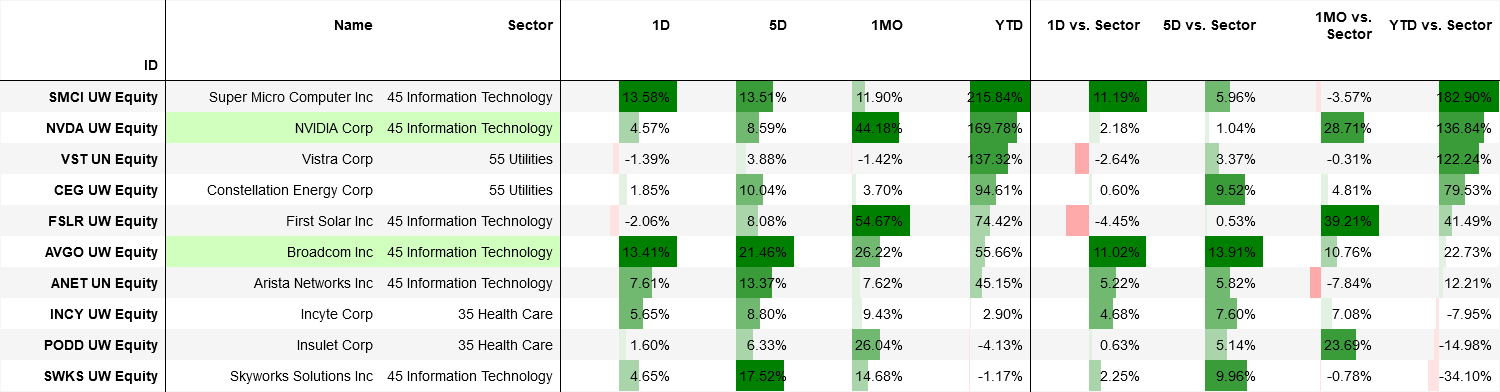 Name Sector 1D 5D 1MO YTD 1D vs. Sector 5D vs. Sector 1MO vs. Sector YTD vs. Sector
ID
SMCI UW Equity Super Micro Computer Inc 45 Information Technology 13.58% 13.51% 11.90% 215.84% 11.19% 5.96% -3.57% 182.90%
NVDA UW Equity NVIDIA Corp 45 Information Technology 4.57% 8.59% 44.18% 169.78% 2.18% 1.04% 28.71% 136.84%
VST UN Equity Vistra Corp 55 Utilities -1.39% 3.88% -1.42% 137.32% -2.64% 3.37% -0.31% 122.24%
CEG UW Equity Constellation Energy Corp 55 Utilities 1.85% 10.04% 3.70% 94.61% 0.60% 9.52% 4.81% 79.53%
FSLR UW Equity First Solar Inc 45 Information Technology -2.06% 8.08% 54.67% 74.42% -4.45% 0.53% 39.21% 41.49%
AVGO UW Equity Broadcom Inc 45 Information Technology 13.41% 21.46% 26.22% 55.66% 11.02% 13.91% 10.76% 22.73%
ANET UN Equity Arista Networks Inc 45 Information Technology 7.61% 13.37% 7.62% 45.15% 5.22% 5.82% -7.84% 12.21%
INCY UW Equity Incyte Corp 35 Health Care 5.65% 8.80% 9.43% 2.90% 4.68% 7.60% 7.08% -7.95%
PODD UW Equity Insulet Corp 35 Health Care 1.60% 6.33% 26.04% -4.13% 0.63% 5.14% 23.69% -14.98%
SWKS UW Equity Skyworks Solutions Inc 45 Information Technology 4.65% 17.52% 14.68% -1.17% 2.25% 9.96% -0.78% -34.10%